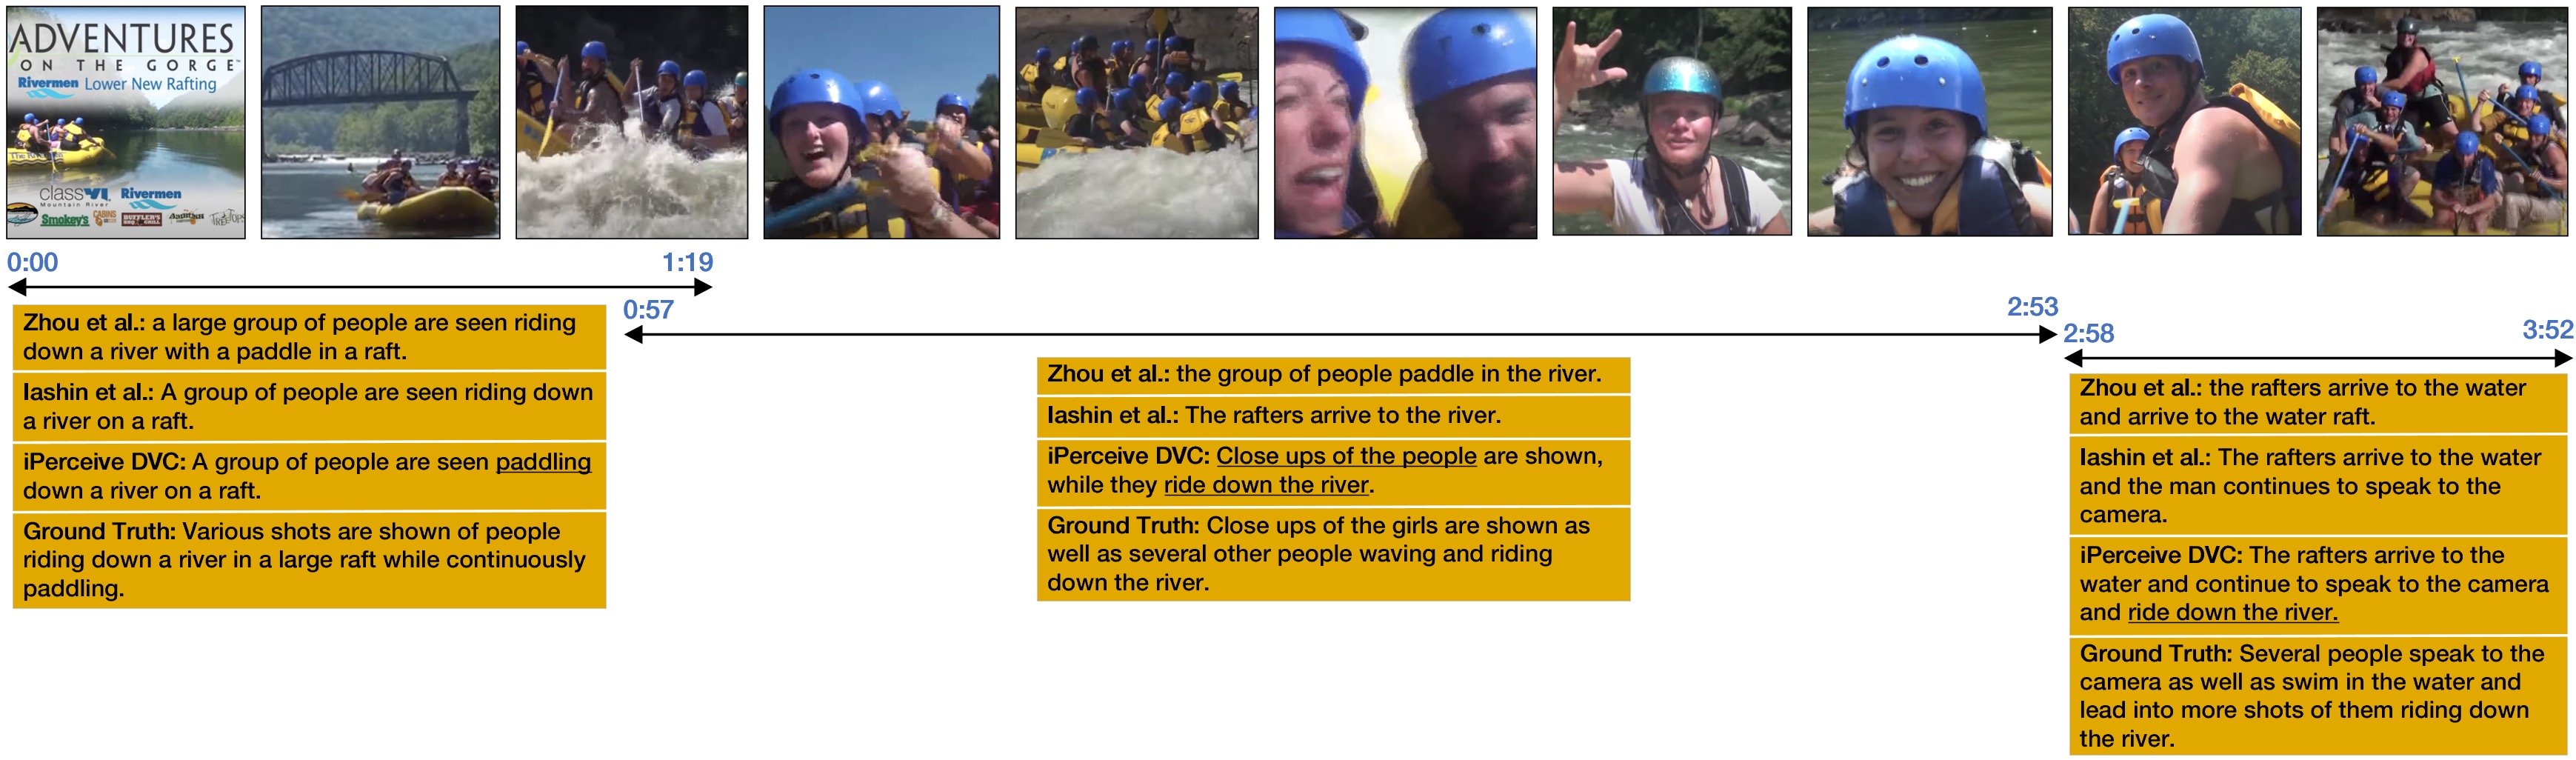 ADVENTURES
ON THE GORGE
Rivermen Lower New Rafting
class VI Rivermen
Mountain River
Smokey's CABINS
0:00
1:19
Zhou et al.: a large group of people are seen riding
down a river with a paddle in a raft.
Iashin et al.: A group of people are seen riding down
a river on a raft.
iPerceive DVC: A group of people are seen paddling
down a river on a raft.
Ground Truth: Various shots are shown of people
riding down a river in a large raft while continuously
paddling.
0:57
2:53
Zhou et al.: the group of people paddle in the river.
Iashin et al.: The rafters arrive to the river.
iPerceive DVC: Close ups of the people are shown,
while they ride down the river.
Ground Truth: Close ups of the girls are shown as
well as several other people waving and riding
down the river.
2:58
3:52
Zhou et al.: the rafters arrive to the water
and arrive to the water raft.
Iashin et al.: The rafters arrive to the water
and the man continues to speak to the
camera.
iPerceive DVC: The rafters arrive to the
water and continue to speak to the camera
and ride down the river.
Ground Truth: Several people speak to the
camera as well as swim in the water and
lead into more shots of them riding down
the river.